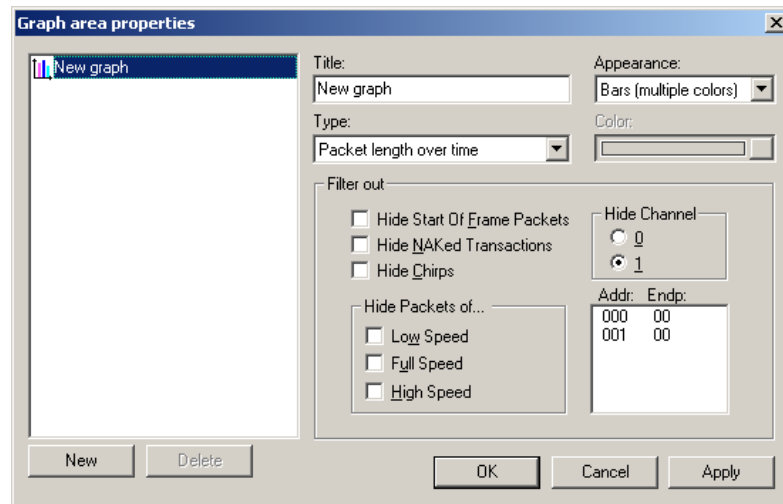 Graph area properties
New graph
Title:
New graph
Appearance:
Bars (multiple colors)
Type:
Packet length over time
Color:
Filter out
Hide Start Of Frame Packets
Hide NAKed Transactions
Hide Chirps
Hide Channel
0
1
Hide Packets of...
Low Speed
Full Speed
High Speed
Addr: Endp:
000 00
001 00
New
Delete
OK
Cancel
Apply